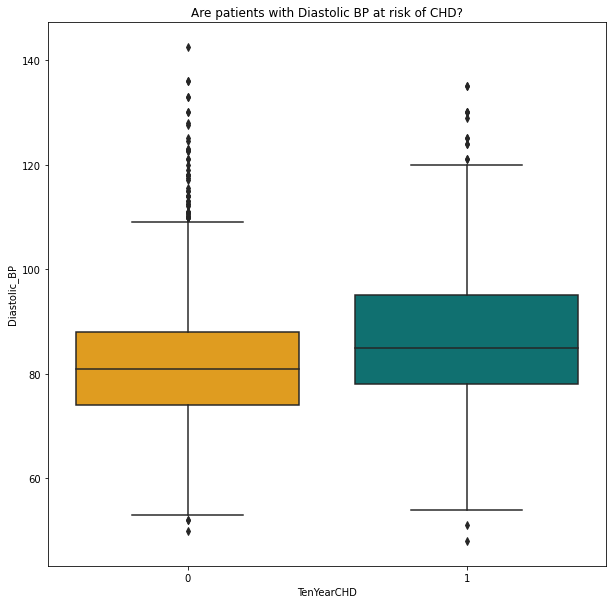 Are patients with Diastolic BP at risk of CHD?
140
120
100
80
60
Diastolic_BP
0
1
TenYearCHD